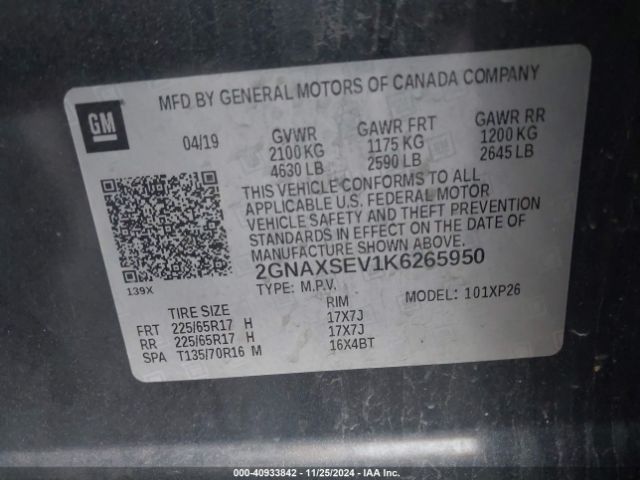 GM
MFD BY GENERAL MOTORS OF CANADA COMPANY
04/19
GVWR
2100 KG
4630 LB
GAWR FRT
1175 KG
2590 LB
GAWR RR
1200 KG
2645 LB
THIS VEHICLE CONFORMS TO ALL
APPLICABLE U.S. FEDERAL MOTOR
VEHICLE SAFETY AND THEFT PREVENTION
STANDARDS IN EFFECT ON THE DATE OF
MANUFACTURE SHOWN ABOVE.
2GNAXSEV1K6265950
139X
TYPE: M.P.V.
MODEL: 101XP26
TIRE SIZE RIM
FRT 225/65R17 H 17X7J
RR 225/65R17 H 17X7J
SPA T135/70R16 M 16X4BT
000-40933842 - 11/25/2024 - IAA Inc.